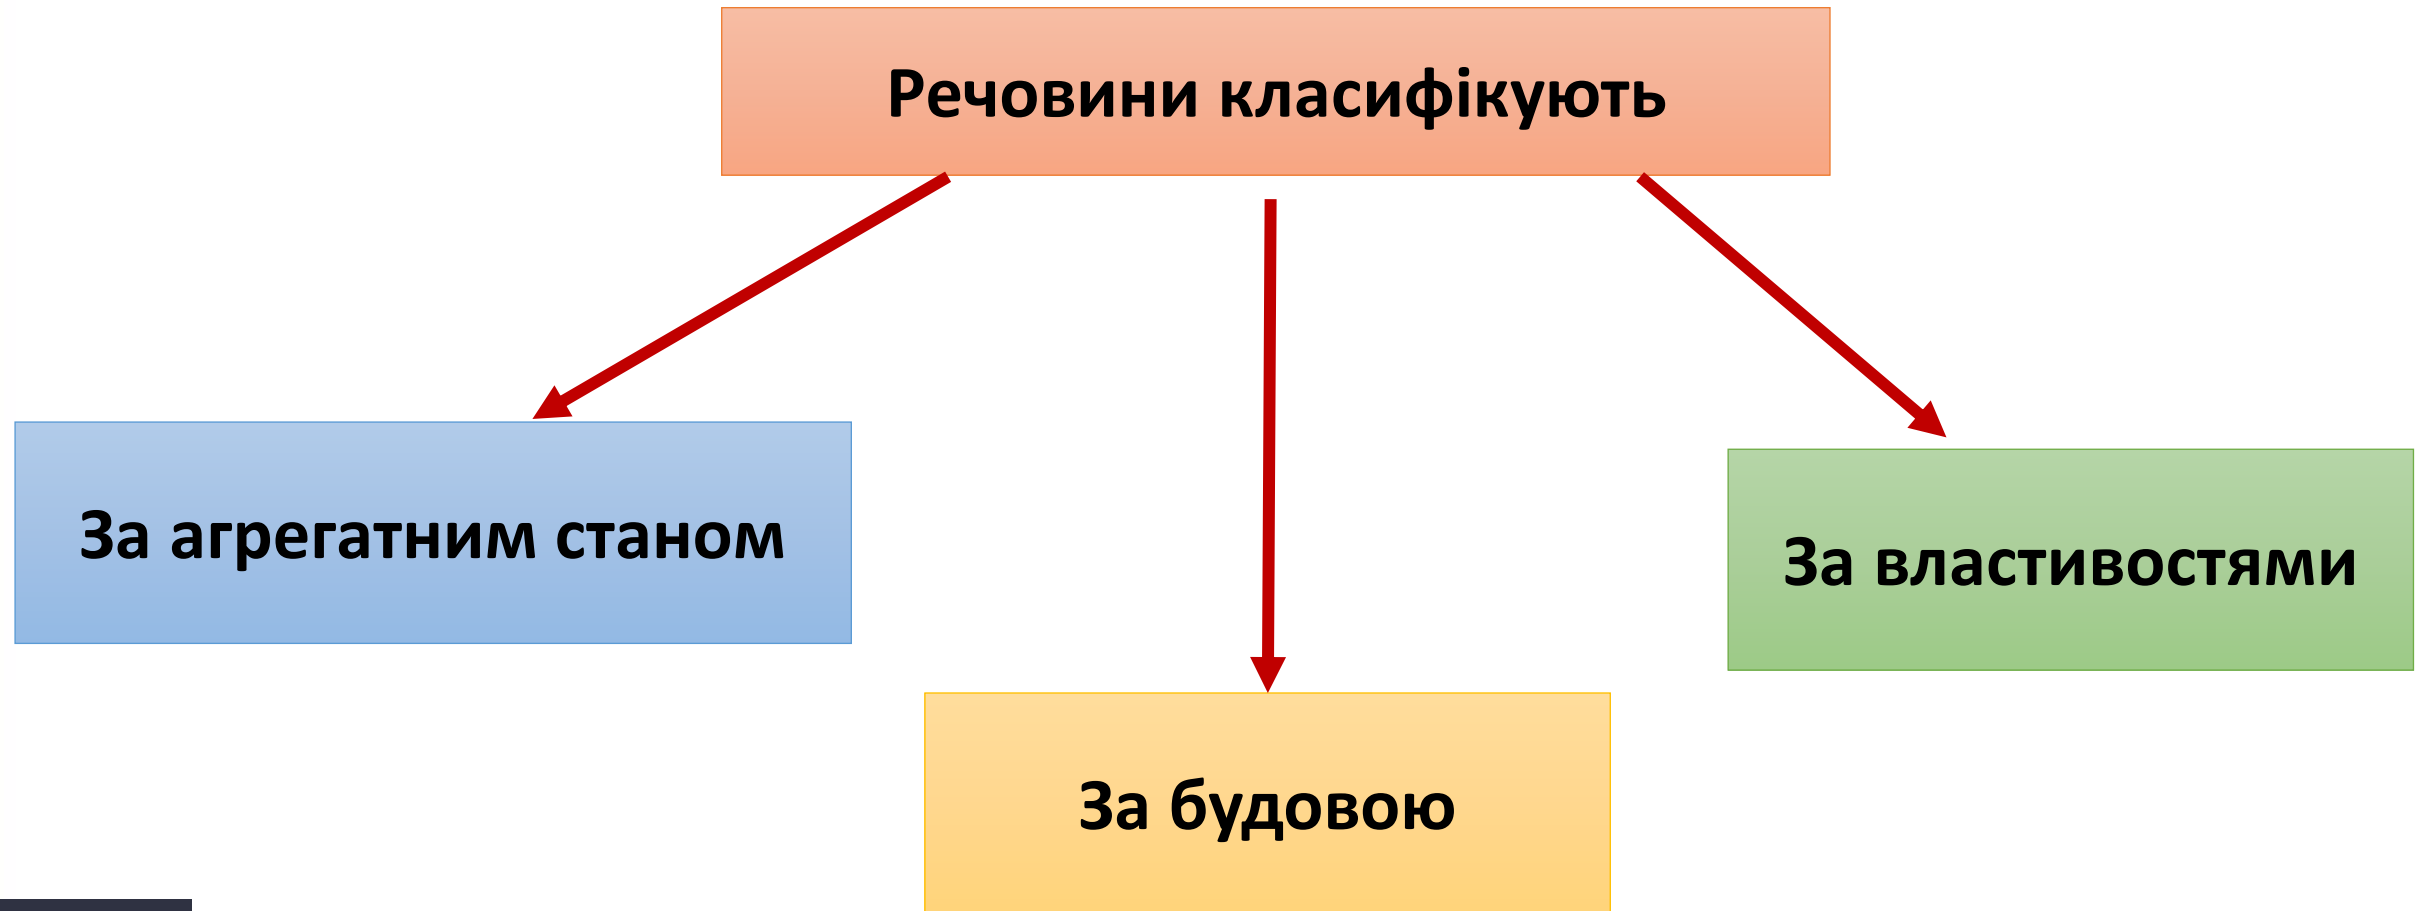 Речовини класифікують
За агрегатним станом
За властивостями
За будовою